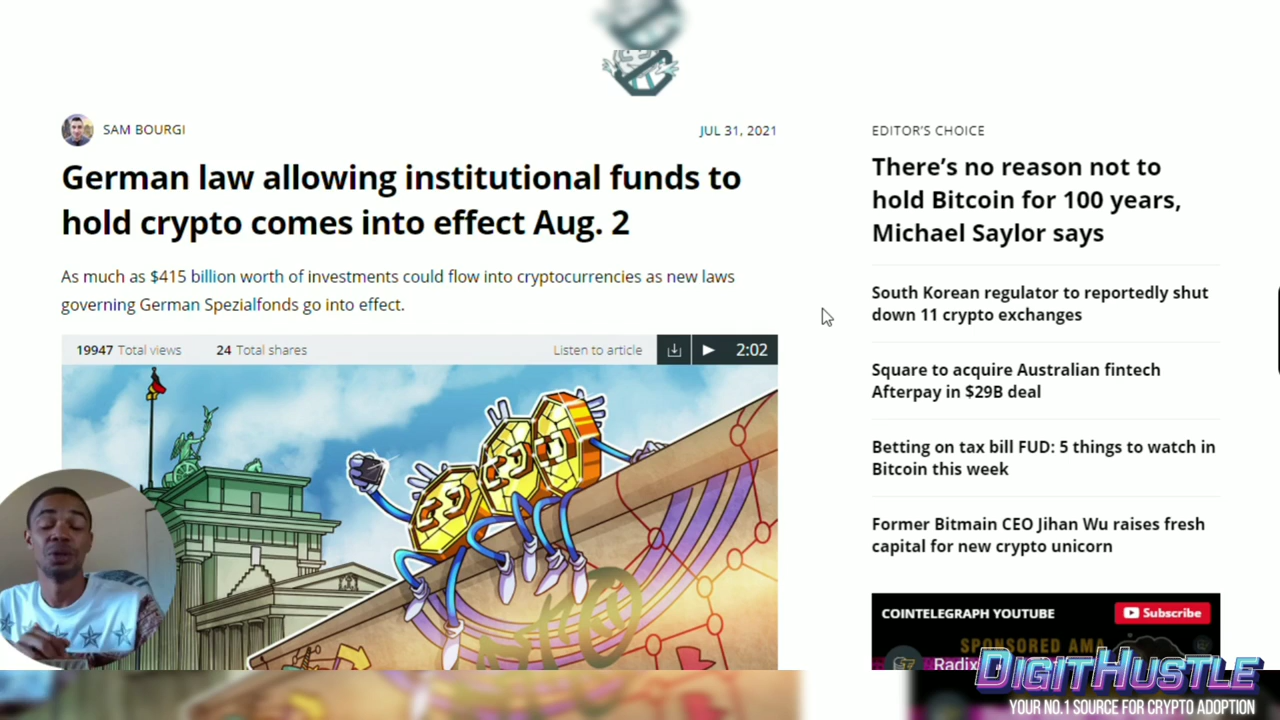 SAM BOURGI
JUL 31, 2021
German law allowing institutional funds to
hold crypto comes into effect Aug. 2
As much as $415 billion worth of investments could flow into cryptocurrencies as new laws
governing German Spezialfonds go into effect.
19947 Total views
24 Total shares
Listen to article
2:02
EDITOR'S CHOICE
There's no reason not to
hold Bitcoin for 100 years,
Michael Saylor says
South Korean regulator to reportedly shut
down 11 crypto exchanges
Square to acquire Australian fintech
Afterpay in $29B deal
Betting on tax bill FUD: 5 things to watch in
Bitcoin this week
Former Bitmain CEO Jihan Wu raises fresh
capital for new crypto unicorn
COINTELEGRAPH YOUTUBE
Subscribe
SPONSORED AMA
Radix
DIGITHUSTLE
YOUR NO.1 SOURCE FOR CRYPTO ADOPTION